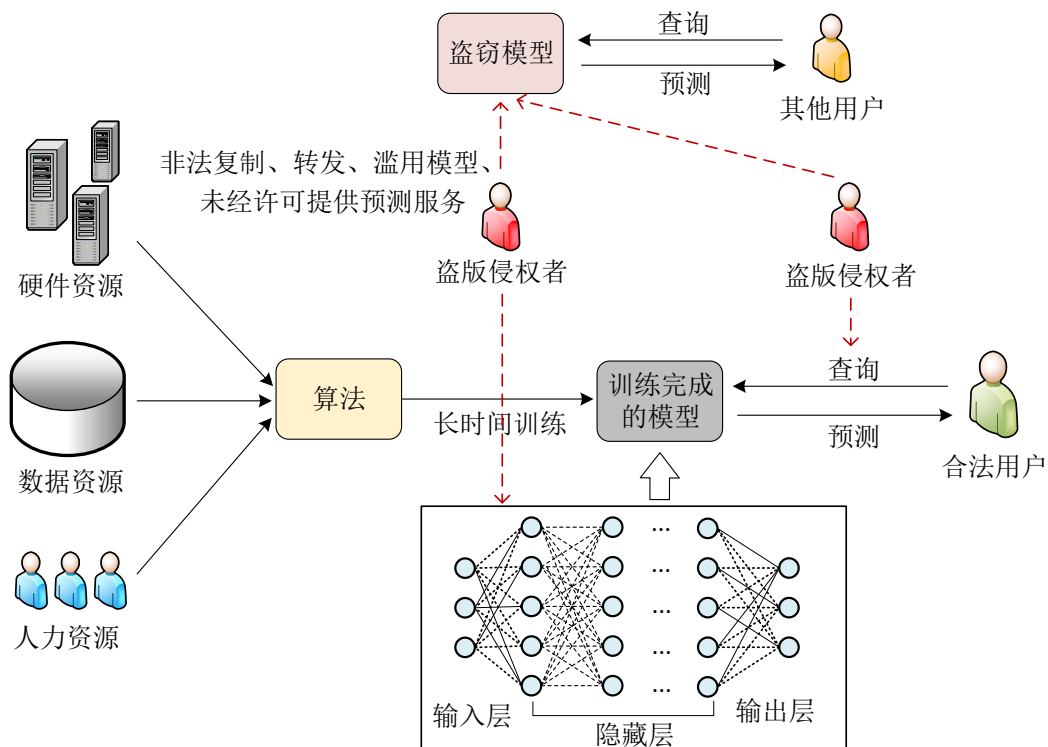 盗窃模型
查询
预测
其他用户
非法复制、转发、滥用模型、
未经许可提供预测服务
盗版侵权者
盗版侵权者
硬件资源
数据资源
人力资源
算法
长时间训练
训练完成
的模型
查询
预测
合法用户
...
...
...
...
...
输入层
隐藏层
输出层